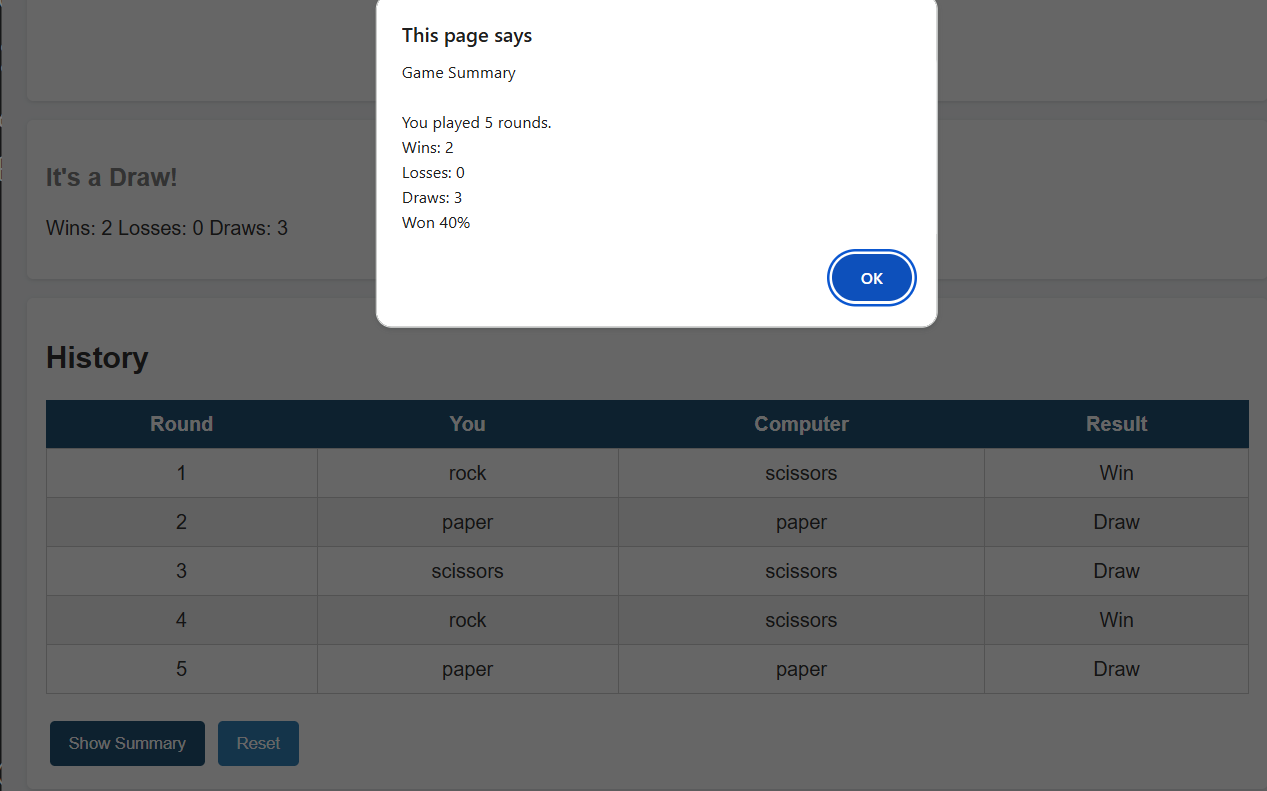 This page says
Game Summary
You played 5 rounds.
Wins: 2
Losses: 0
Draws: 3
Won 40%
OK
It's a Draw!
Wins: 2 Losses: 0 Draws: 3
History
Round You Computer Result
1 rock scissors Win
2 paper paper Draw
3 scissors scissors Draw
4 rock scissors Win
5 paper paper Draw
Show Summary Reset